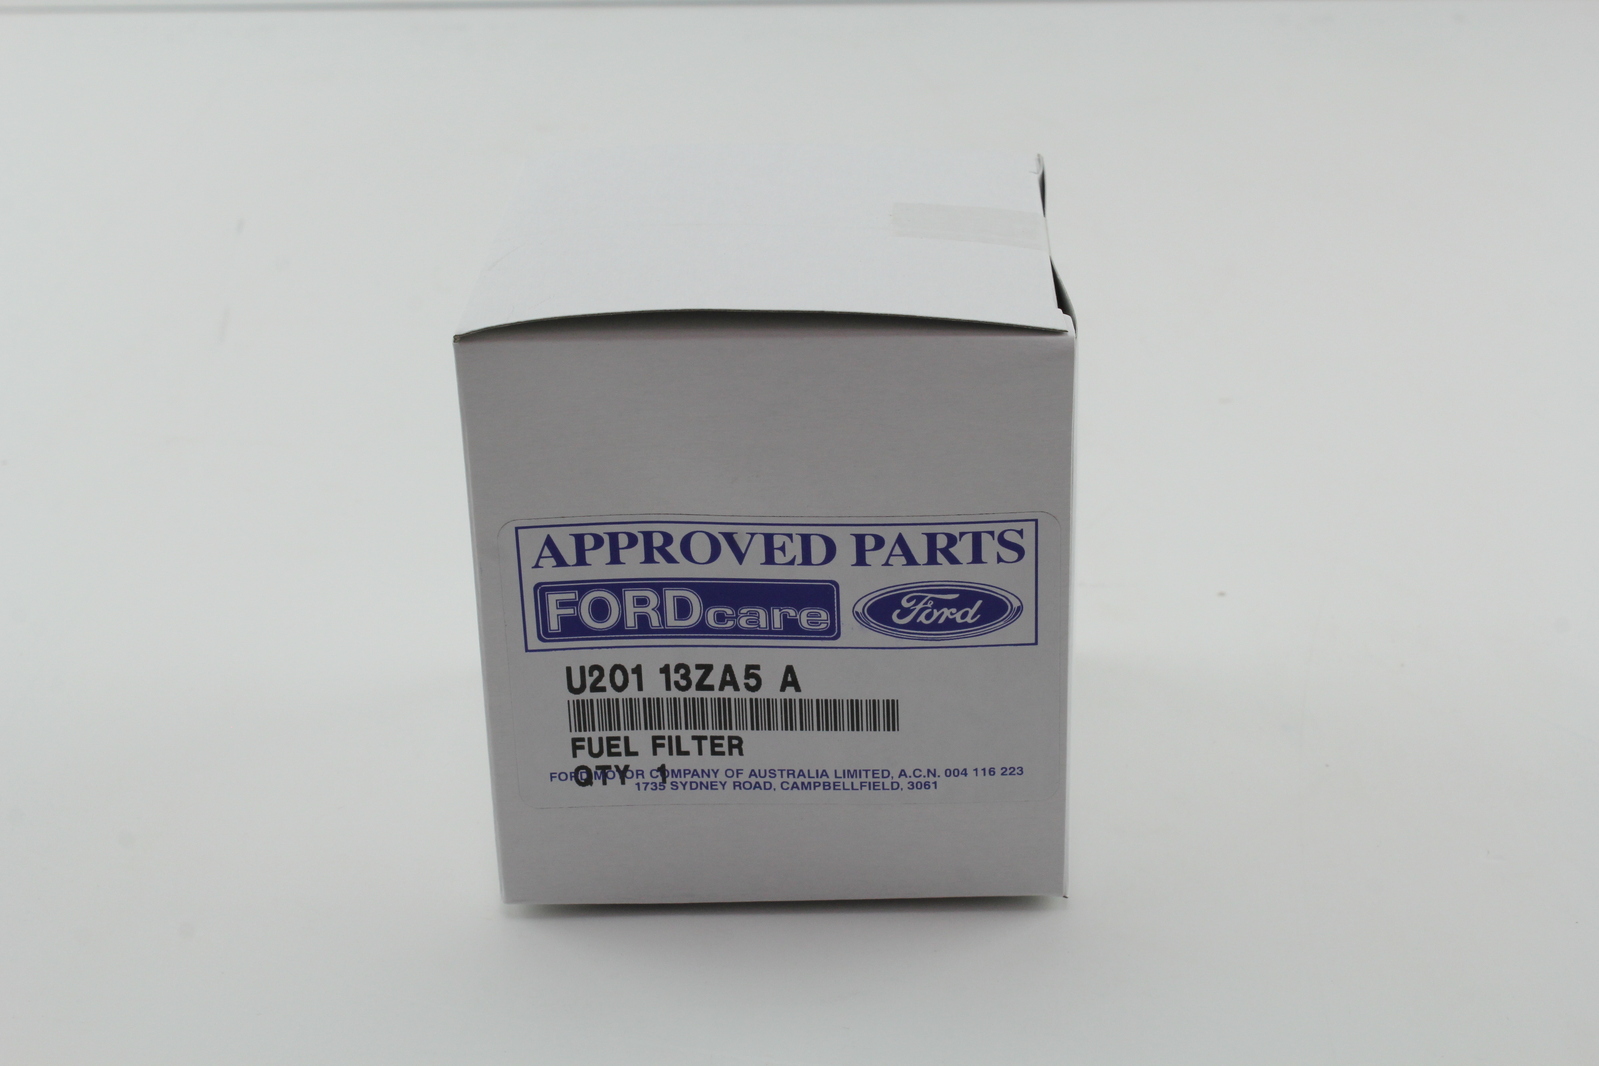 APPROVED PARTS
FORDcare Ford
U201 13ZA5 A
FUEL FILTER
QTY 1
FORD MOTOR COMPANY OF AUSTRALIA LIMITED, A.C.N. 004 116 223
1735 SYDNEY ROAD, CAMPBELLFIELD, 3061